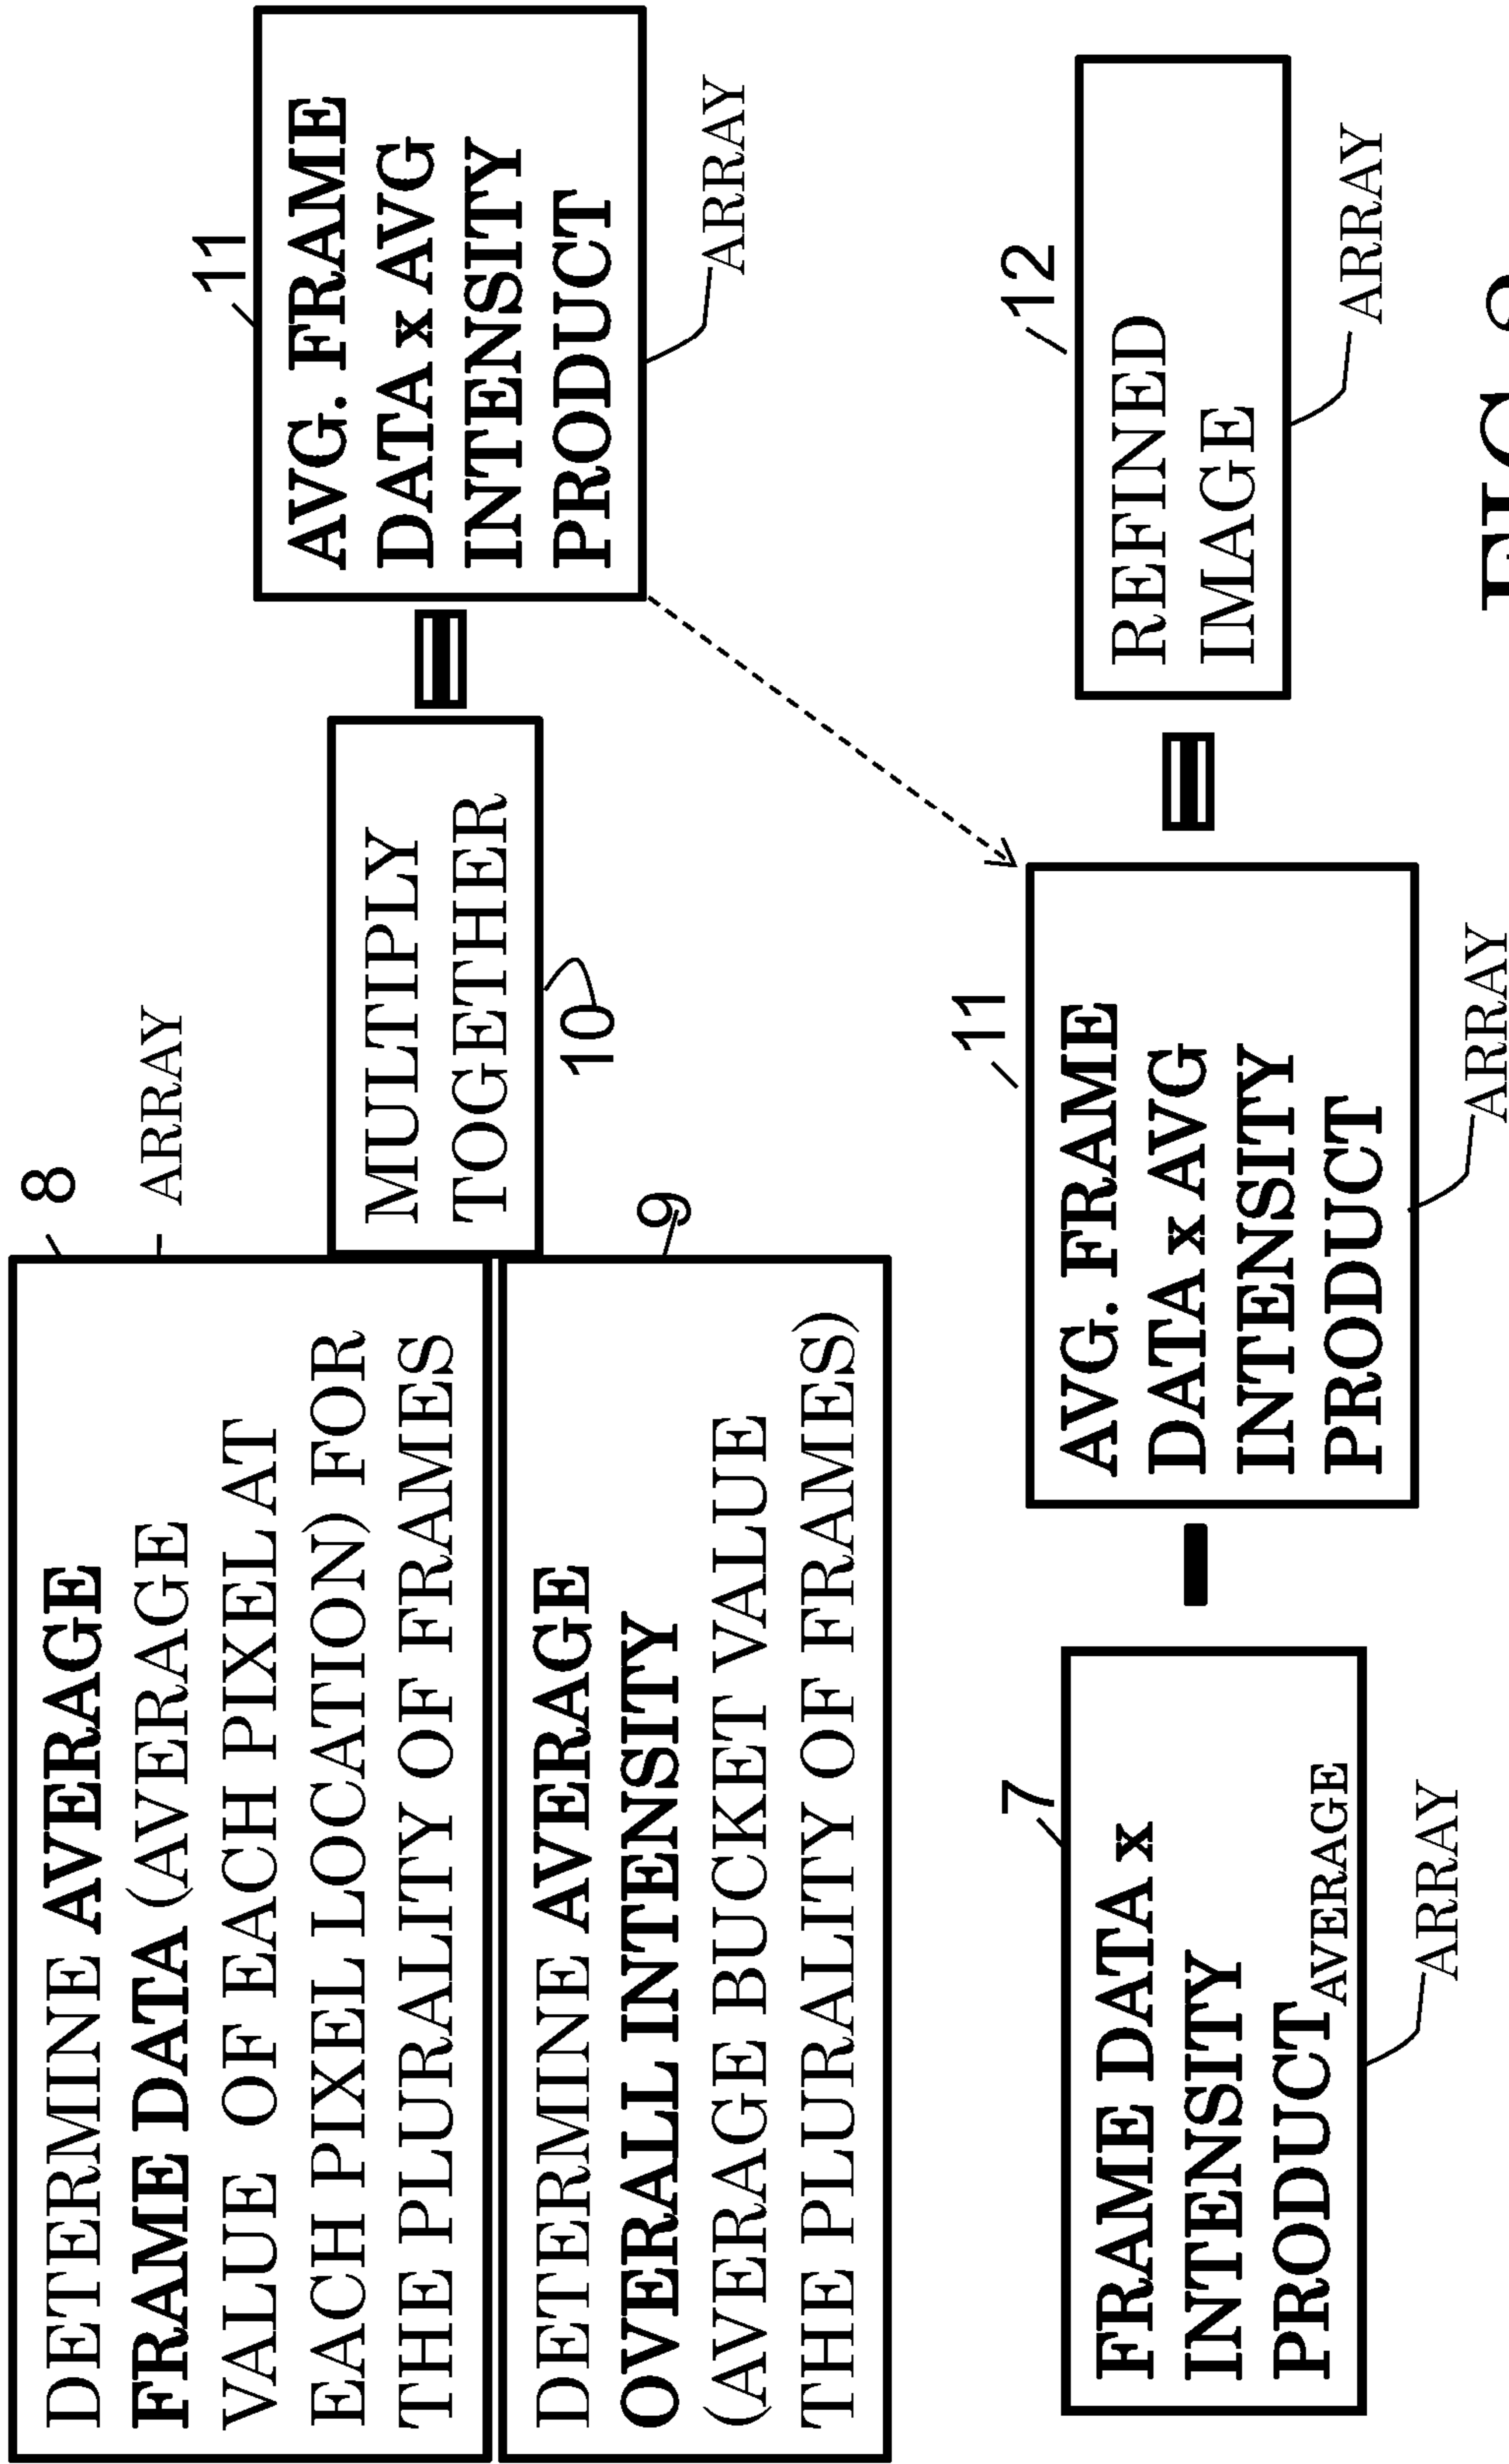 DETERMINE AVERAGE
FRAME DATA (AVERAGE
VALUE OF EACH PIXEL AT
EACH PIXEL LOCATION) FOR
THE PLURALITY OF FRAMES
8
ARRAY
DETERMINE AVERAGE
OVERALL INTENSITY
(AVERAGE BUCKET VALUE
THE PLURALITY OF FRAMES)
9
MULTIPLY
TOGETHER
10
=
11
AVG. FRAME
DATA x AVG
INTENSITY
PRODUCT
ARRAY
7
FRAME DATA x
INTENSITY
PRODUCT AVERAGE
ARRAY
-
11
AVG. FRAME
DATA x AVG
INTENSITY
PRODUCT
ARRAY
=
12
REFINED
IMAGE
ARRAY